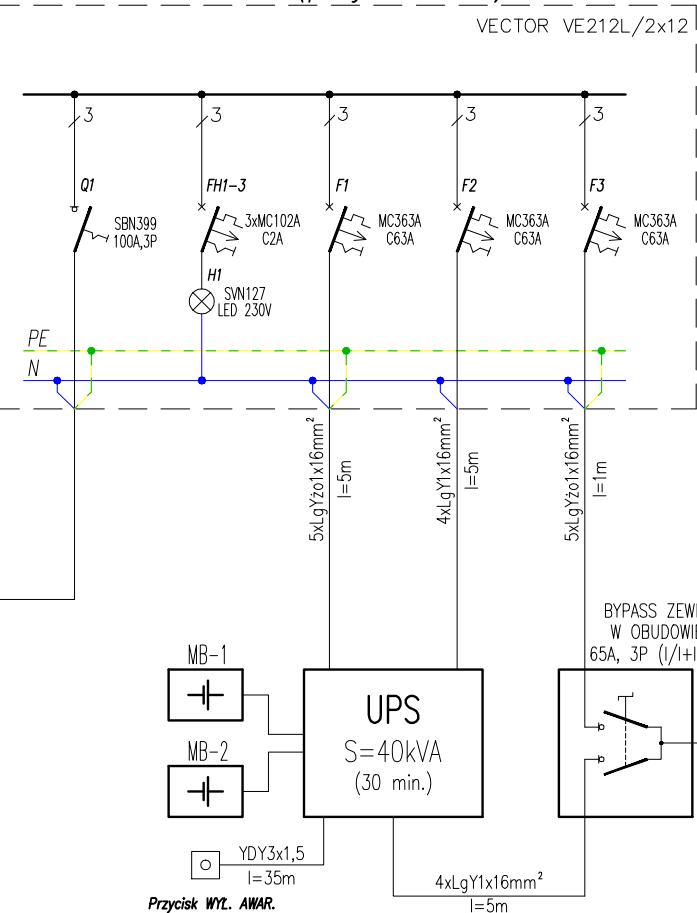 VECTOR VE212L/2x12
3
3
3
3
3
Q1
FH1-3
F1
F2
F3
SBN399
100A,3P
3xMC102A
C2A
MC363A
C63A
MC363A
C63A
MC363A
C63A
H1
SVN127
LED 230V
PE
N
5xLgYżo1x16mm²
l=5m
4xLgY1x16mm²
l=5m
5xLgYżo1x16mm²
l=1m
BYPASS
W OBUDOWI
65A, 3P
MB-1
MB-2
UPS
S=40kVA
(30 min.)
YDY3x1,5
l=35m
Przycisk WYŁ. AWAR.
4xLgY1x16mm²
l=5m